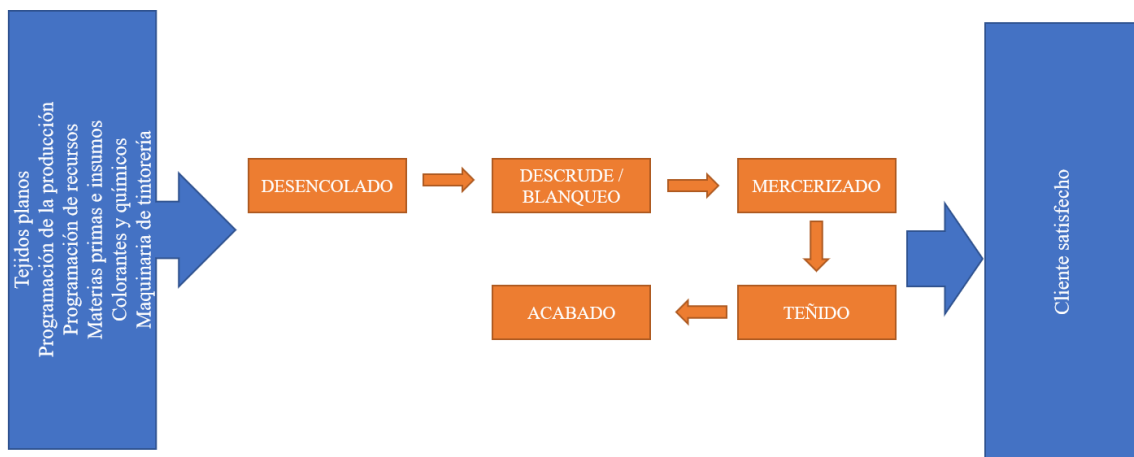 Tejidos planos
Programación de la producción
Programación de recursos
Materias primas e insumos
Colorantes y químicos
Maquinaria de tintorería
DESENCOLADO
DESCRUDE /
BLANQUEO
MERCERIZADO
ACABADO
TEÑIDO
Cliente satisfecho